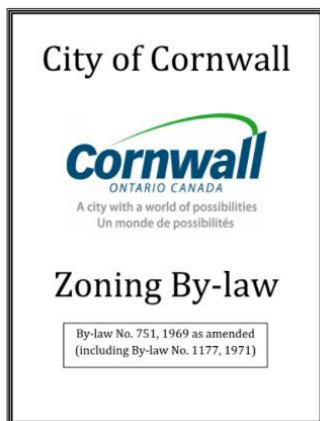 City of Cornwall
Cornwall
ONTARIO CANADA
A city with a world of possibilities
Un monde de possibilités
Zoning By-law
By-law No. 751, 1969 as amended
(including By-law No. 1177, 1971)